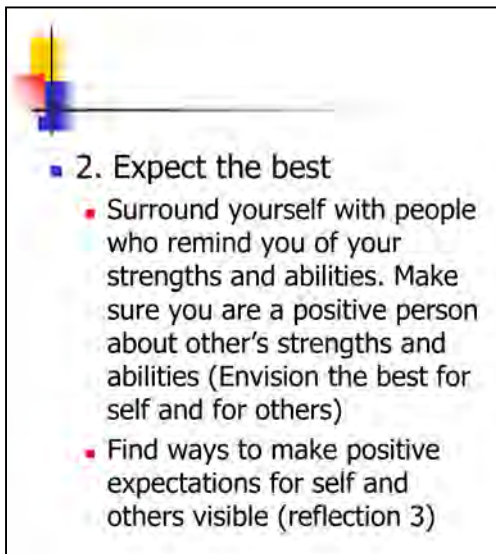 2. Expect the best
Surround yourself with people
who remind you of your
strengths and abilities. Make
sure you are a positive person
about other's strengths and
abilities (Envision the best for
self and for others)
Find ways to make positive
expectations for self and
others visible (reflection 3)